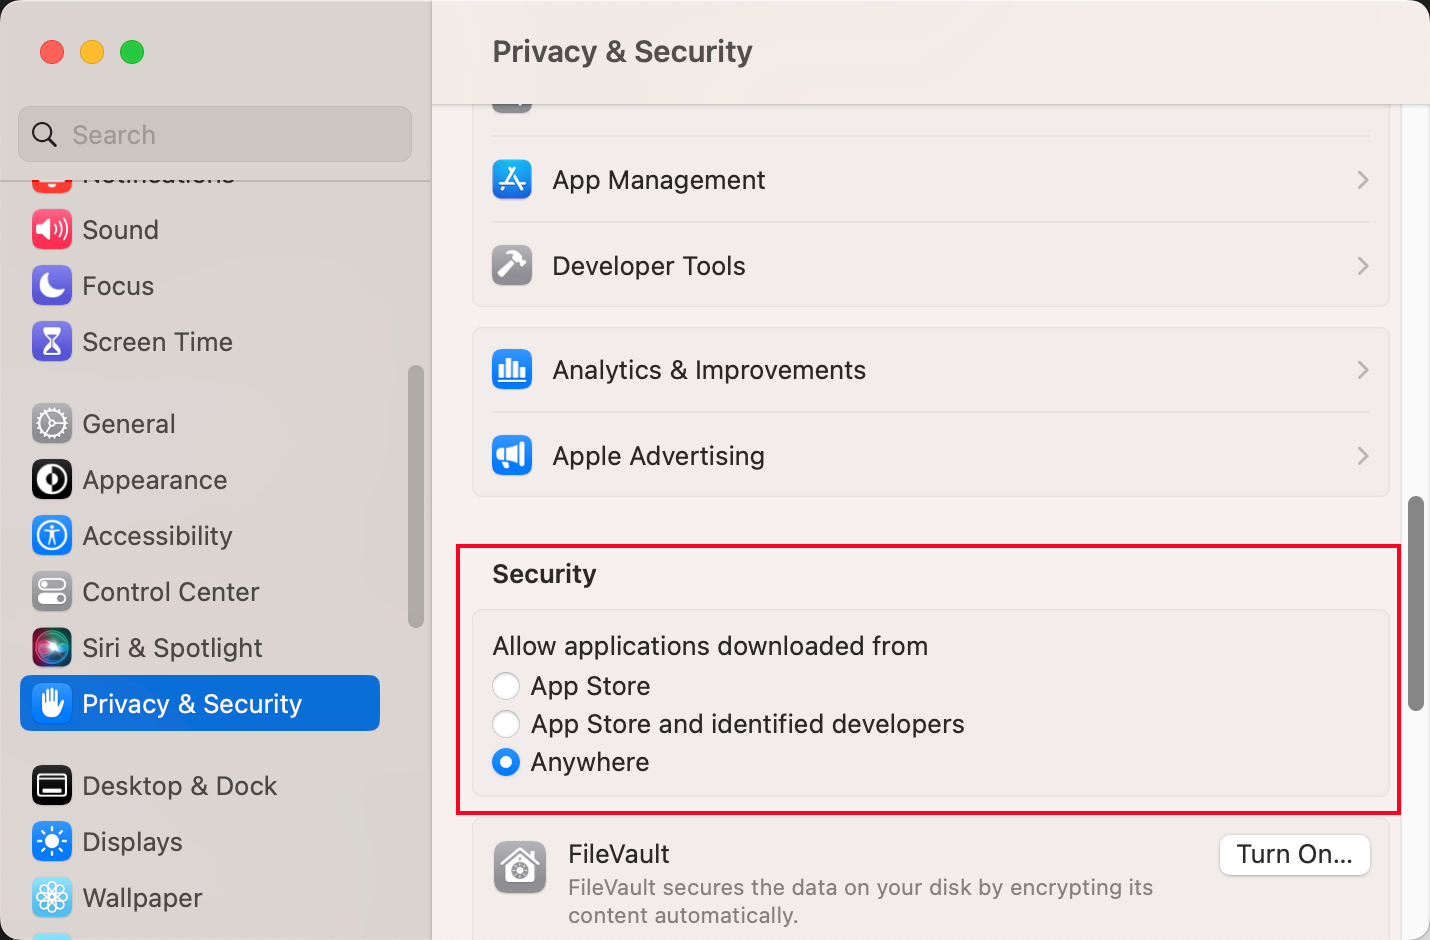 Privacy & Security
Search
Notifications
Sound
Focus
Screen Time
General
Appearance
Accessibility
Control Center
Siri & Spotlight
Privacy & Security
Desktop & Dock
Displays
Wallpaper
App Management
Developer Tools
Analytics & Improvements
Apple Advertising
Security
Allow applications downloaded from
App Store
App Store and identified developers
Anywhere
FileVault
Turn On...
FileVault secures the data on your disk by encrypting its
content automatically.